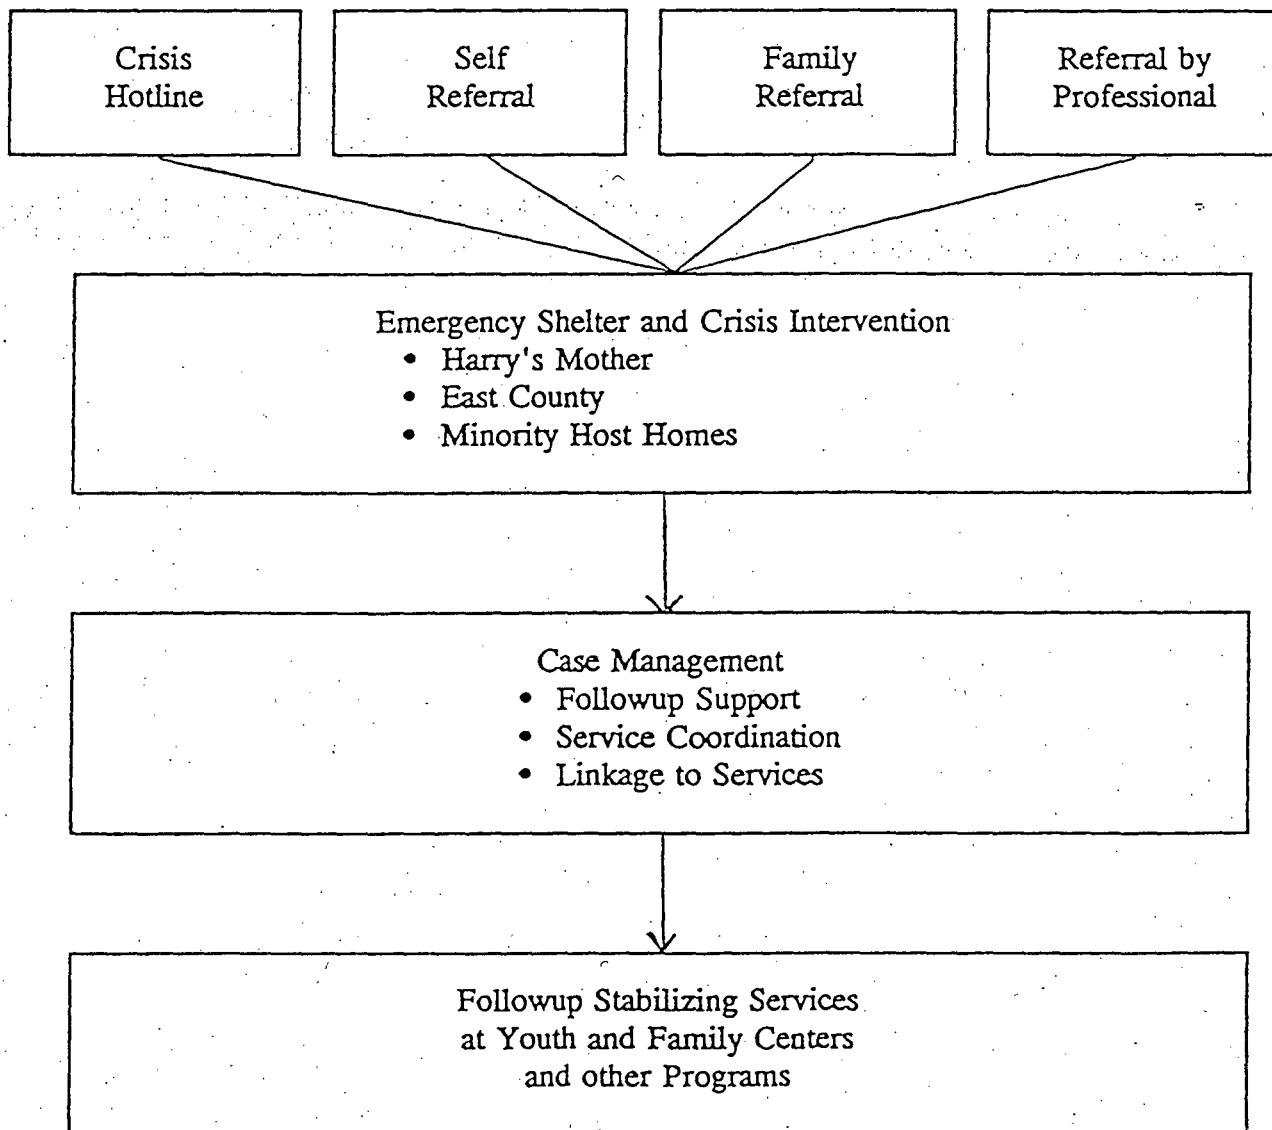 Crisis
Hotline
Self
Referral
Family
Referral
Referral by
Professional
Emergency Shelter and Crisis Intervention
• Harry's Mother
• East County
• Minority Host Homes
Case Management
• Followup Support
• Service Coordination
• Linkage to Services
Followup Stabilizing Services
at Youth and Family Centers
and other Programs